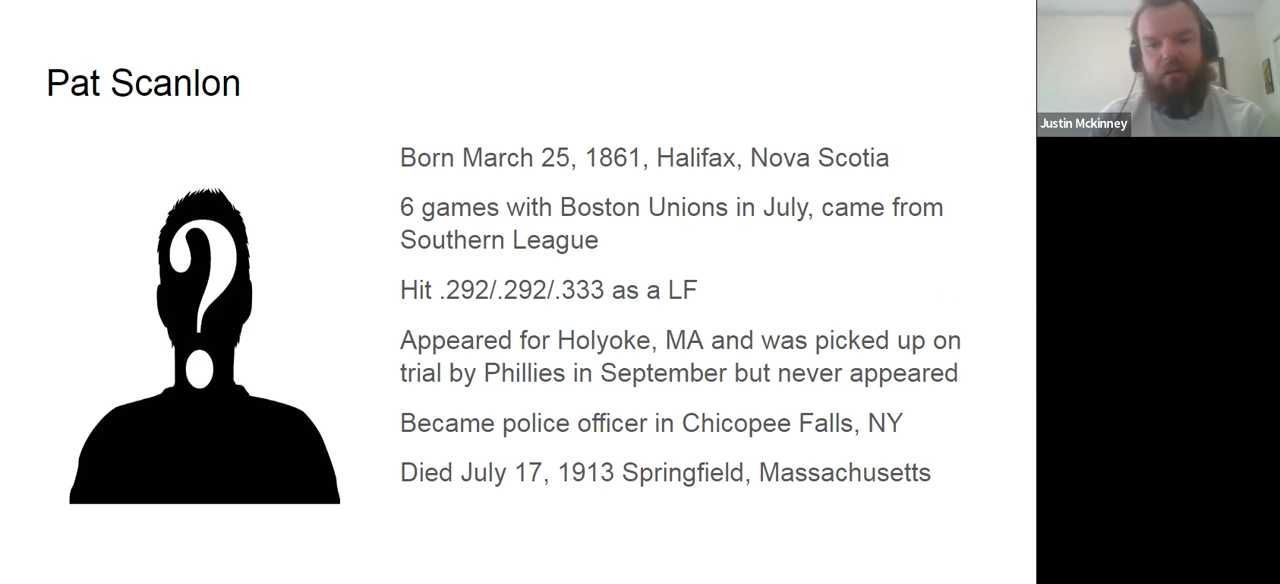 Pat Scanlon
Born March 25, 1861, Halifax, Nova Scotia
6 games with Boston Unions in July, came from
Southern League
Hit .292/.292/.333 as a LF
Appeared for Holyoke, MA and was picked up on
trial by Phillies in September but never appeared
Became police officer in Chicopee Falls, NY
Died July 17, 1913 Springfield, Massachusetts
?
Justin Mckinney